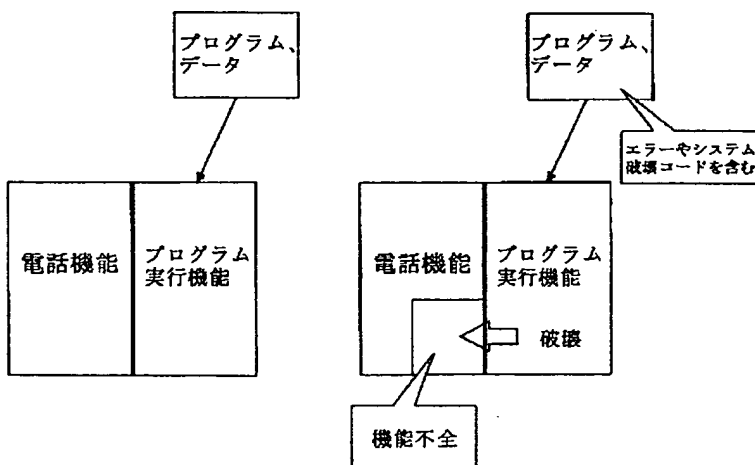 プログラム、
データ
電話機能
プログラム
実行機能
プログラム、
データ
エラーやシステム
破壊コードを含む
電話機能
プログラム
実行機能
破壊
機能不全